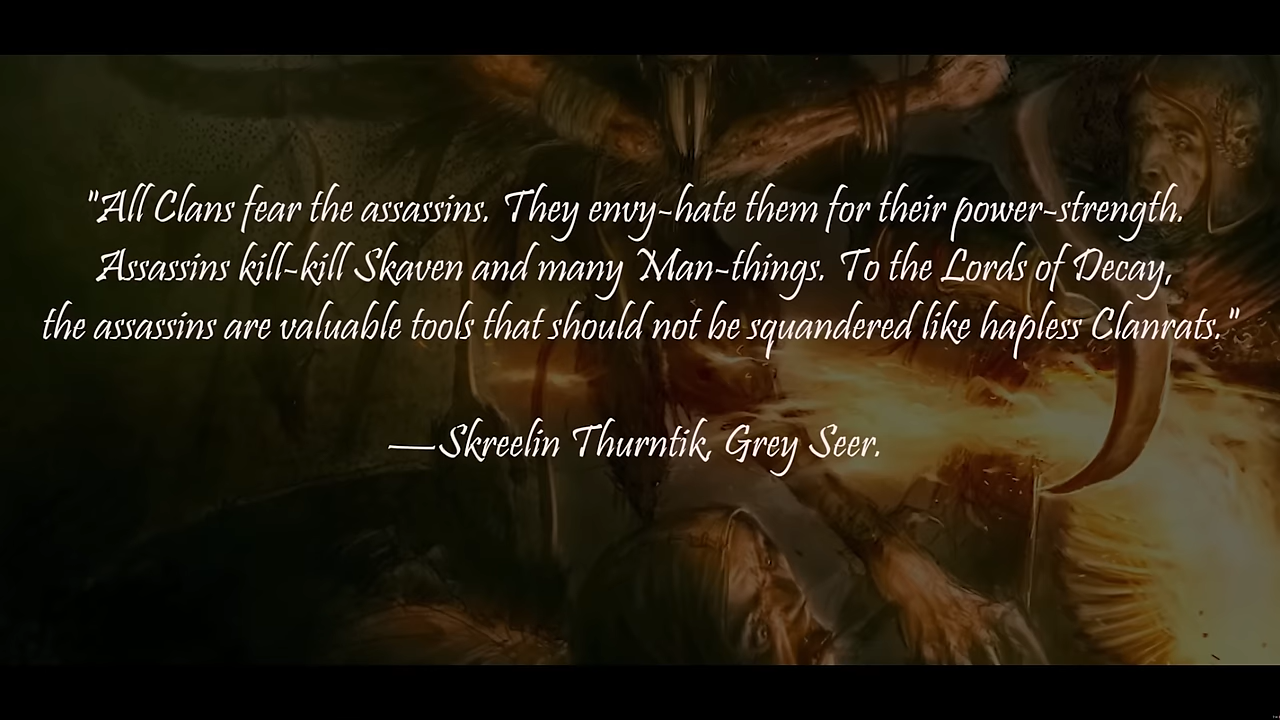 "All Clans fear the assassins. They envy-hate them for their power-strength.
Assassins kill-kill Skaven and many Man-things. To the Lords of Decay,
the assassins are valuable tools that should not be squandered like hapless Clanrats."
—Skreelin Thurntik, Grey Seer.